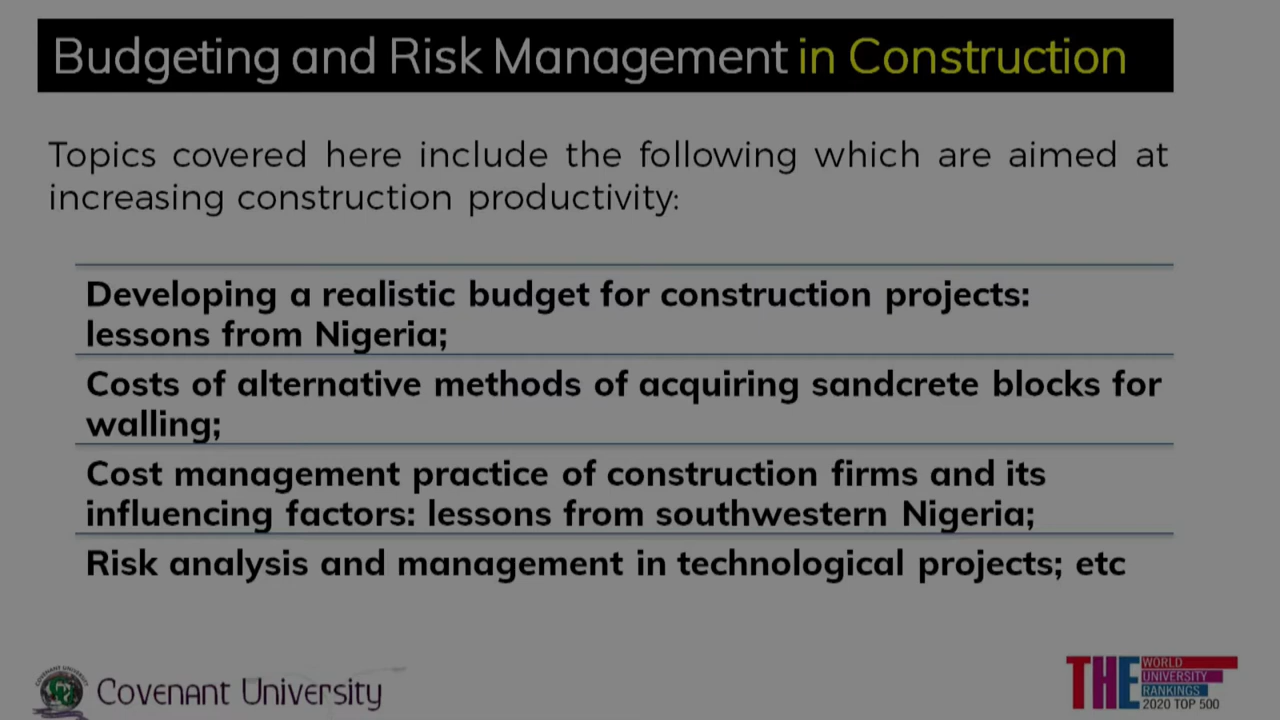 Budgeting and Risk Management in Construction
Topics covered here include the following which are aimed at
increasing construction productivity:
Developing a realistic budget for construction projects:
lessons from Nigeria;
Costs of alternative methods of acquiring sandcrete blocks for
walling;
Cost management practice of construction firms and its
influencing factors: lessons from southwestern Nigeria;
Risk analysis and management in technological projects; etc
Covenant University
THE WORLD
UNIVERSITY
RANKINGS
2020 TOP 500